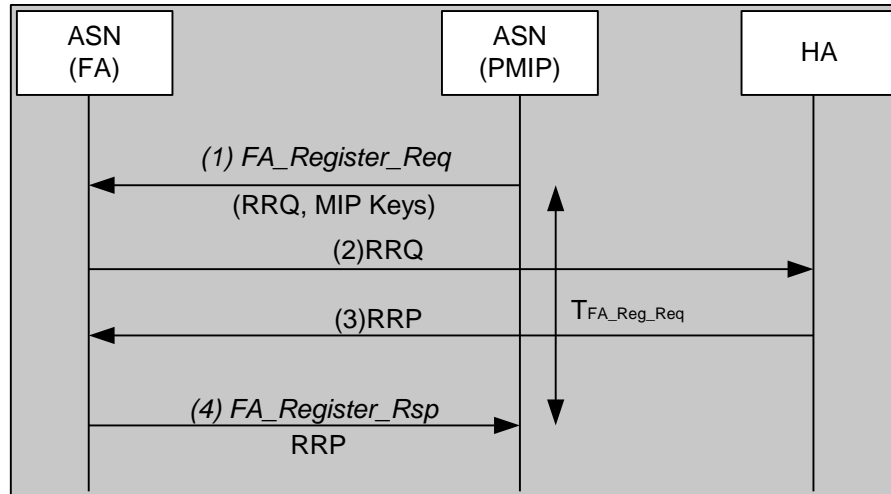 ASN
(FA)
ASN
(PMIP)
HA
(1) FA_Register_Req
(RRQ, MIP Keys)
(2)RRQ
(3)RRP
TFA_Reg_Req
(4) FA_Register_Rsp
RRP